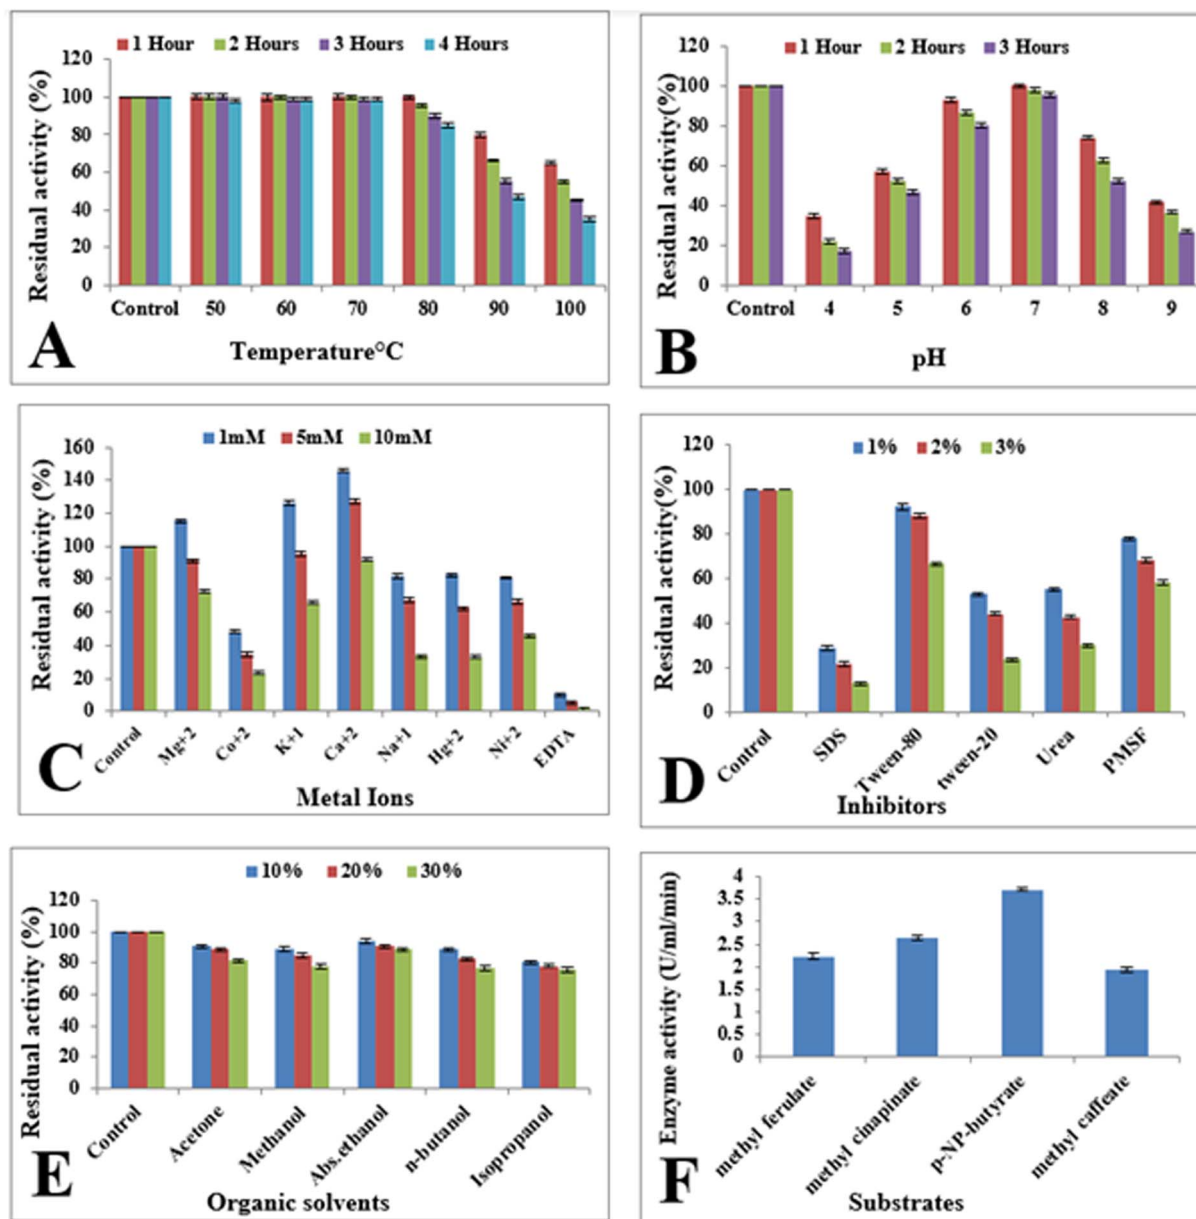 1 Hour 2 Hours 3 Hours 4 Hours
Residual activity (%)
120
100
80
60
40
20
0
Control 50 60 70 80 90 100
Temperature°C
A
1 Hour 2 Hours 3 Hours
Residual activity(%)
120
100
80
60
40
20
0
Control 4 5 6 7 8 9
pH
B
1mM 5mM 10mM
Residual activity (%)
160
140
120
100
80
60
40
20
0
Control Mg+2 Co+2 K+1 Ca+2 Na+1 Hg+2 Ni+2 EDTA
Metal Ions
C
1% 2% 3%
Residual activity(%)
120
100
80
60
40
20
0
Control SDS Tween-80 tween-20 Urea PMSF
Inhibitors
D
10% 20% 30%
Residual activity (%)
120
100
80
60
40
20
0
Control Acetone Methanol Abs.ethanol n-butanol Isopropanol
Organic solvents
E
Enzyme activity (U/ml/min)
4
3.5
3
2.5
2
1.5
1
0.5
0
methyl ferulate methyl cinapinate p-NP-butyrate methyl caffeate
Substrates
F